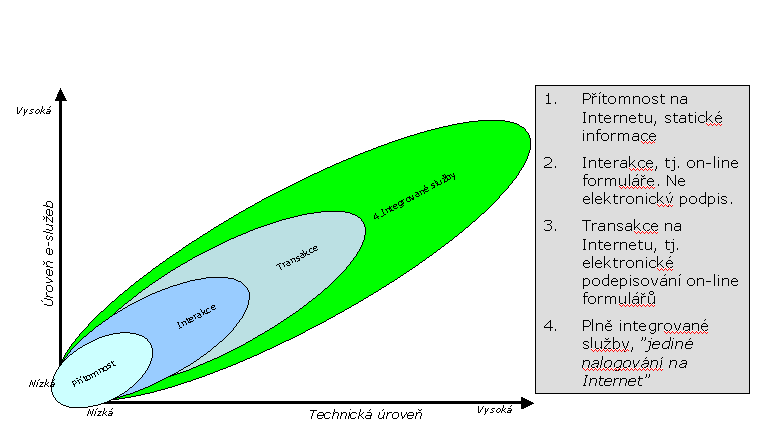 Vysoká
Úroveň e-služeb
Nízká
Nízká
Technická úroveň
Vysoká
Přítomnost
Interakce
Transakce
4_Integrované služby
1. Přítomnost na
Internetu, statické
informace
2. Interakce, tj. on-line
formuláře. Ne
elektronický podpis.
3. Transakce na
Internetu, tj.
elektronické
podepisování on-line
formulářů
4. Plně integrované
služby, "jediné
nalogování na
Internet"